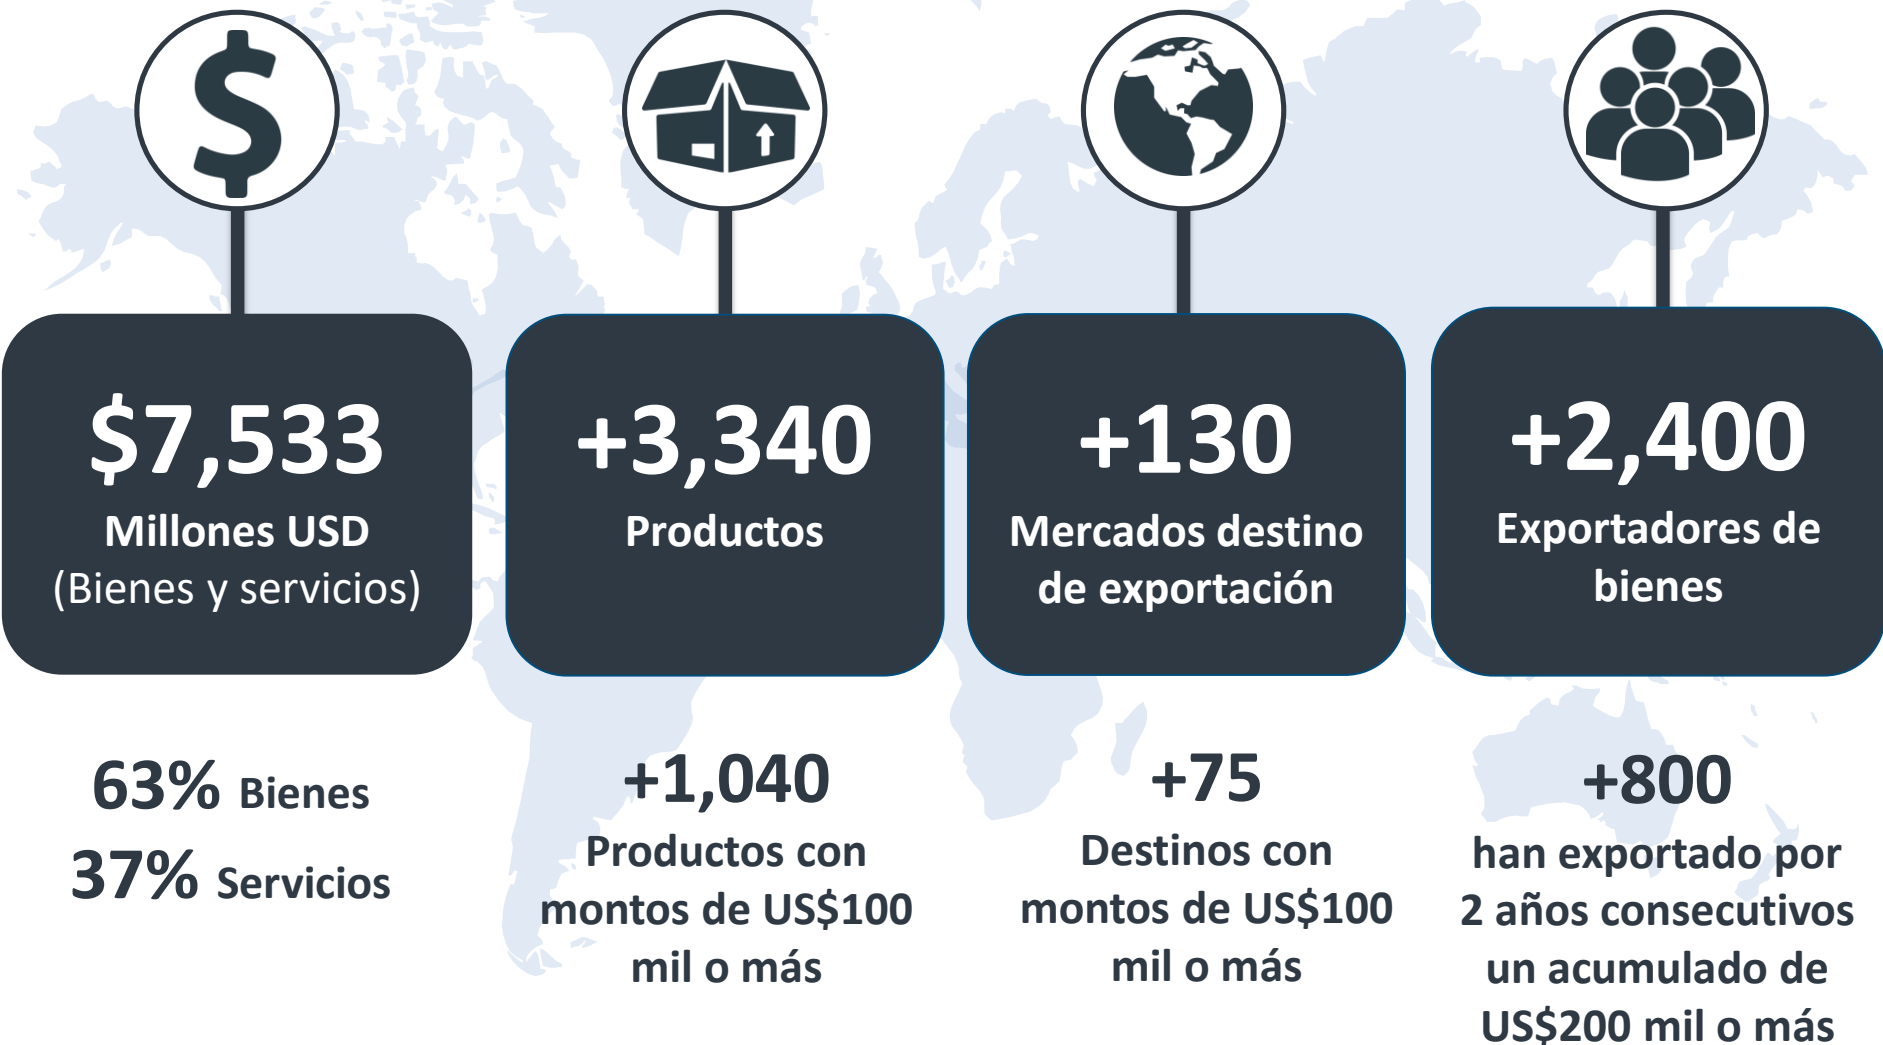 $7,533
Millones USD
(Bienes y servicios)
63% Bienes
37% Servicios
+3,340
Productos
+1,040
Productos con
montos de US$100
mil o más
+130
Mercados destino
de exportación
+75
Destinos con
montos de US$100
mil o más
+2,400
Exportadores de
bienes
+800
han exportado por
2 años consecutivos
un acumulado de
US$200 mil o más